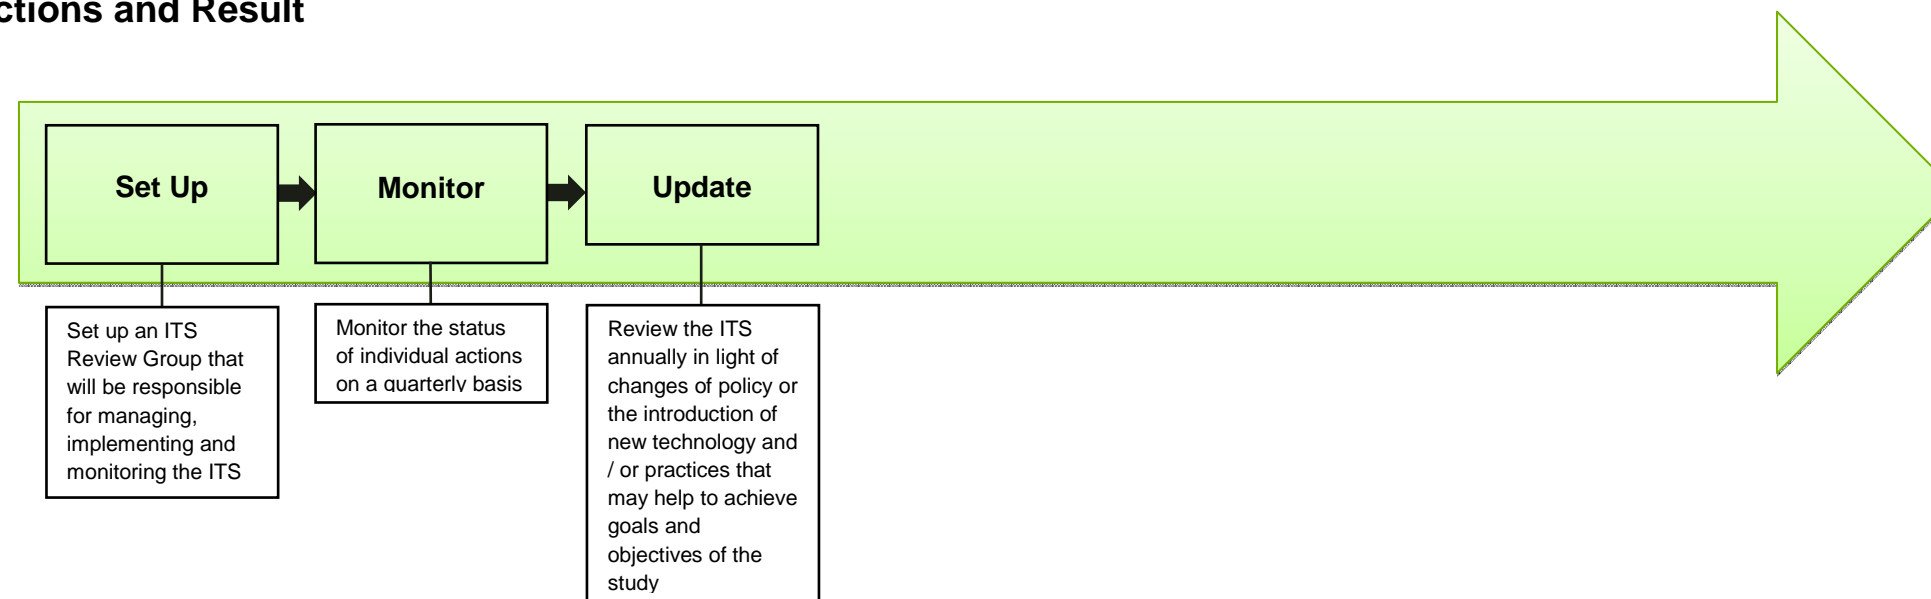 ctions and Result
Set Up
Monitor
Update
Set up an ITS
Review Group that
will be responsible
for managing,
implementing and
monitoring the ITS
Monitor the status
of individual actions
on a quarterly basis
Review the ITS
annually in light of
changes of policy or
the introduction of
new technology and
/ or practices that
may help to achieve
goals and
objectives of the
study